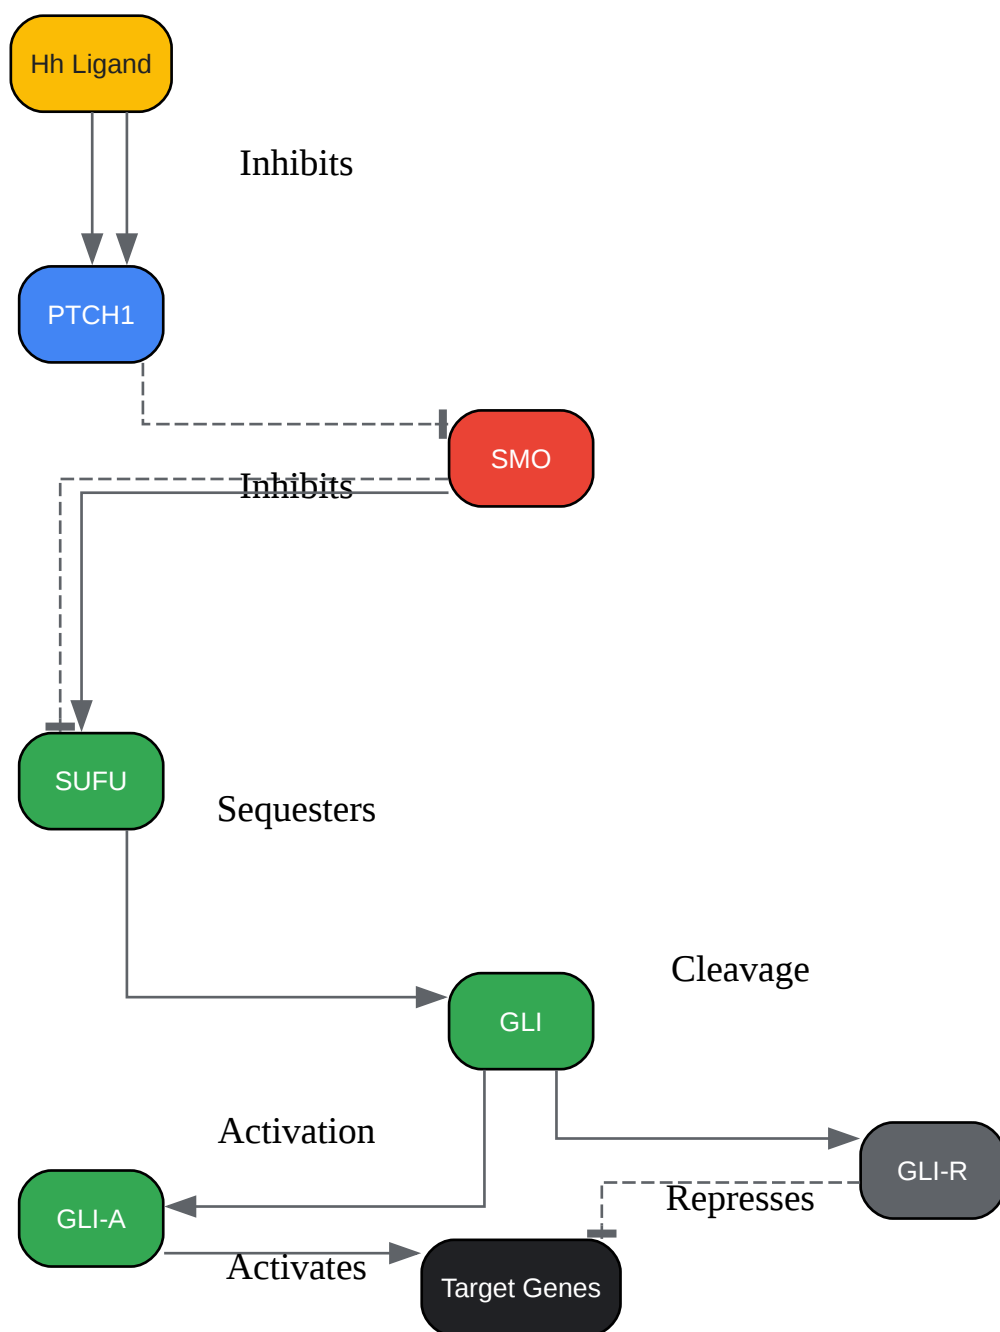 Hh Ligand
Inhibits
PTCH1
SMO
Inhibits
SUFU
Sequesters
Cleavage
GLI
Activation
GLI-R
Represses
GLI-A
Activates
Target Genes